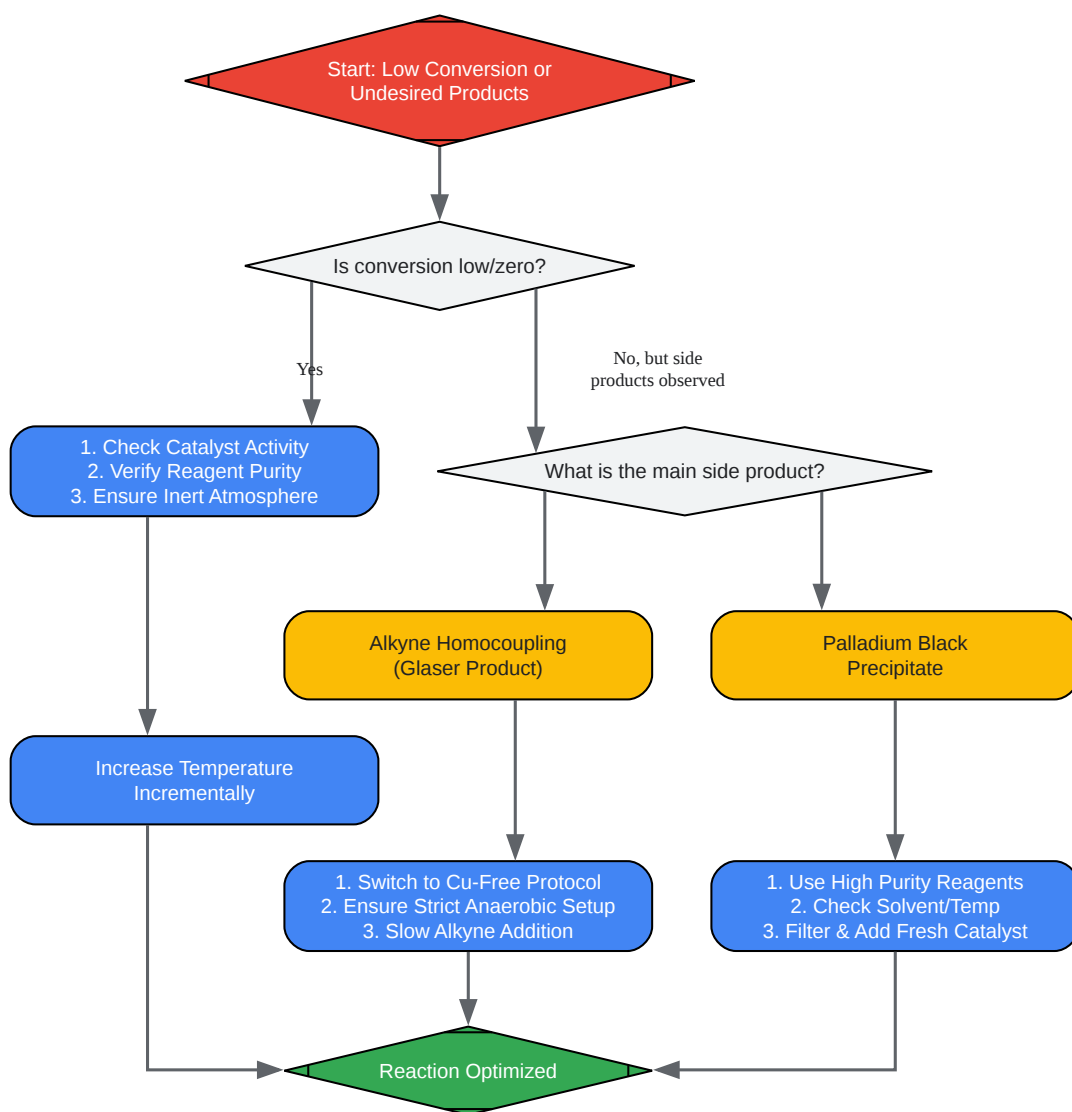 Start: Low Conversion or
Undesired Products
Is conversion low/zero?
Yes
No, but side
products observed
1. Check Catalyst Activity
2. Verify Reagent Purity
3. Ensure Inert Atmosphere
What is the main side product?
Alkyne Homocoupling
(Glaser Product)
Palladium Black
Precipitate
Increase Temperature
Incrementally
1. Switch to Cu-Free Protocol
2. Ensure Strict Anaerobic Setup
3. Slow Alkyne Addition
1. Use High Purity Reagents
2. Check Solvent/Temp
3. Filter & Add Fresh Catalyst
Reaction Optimized